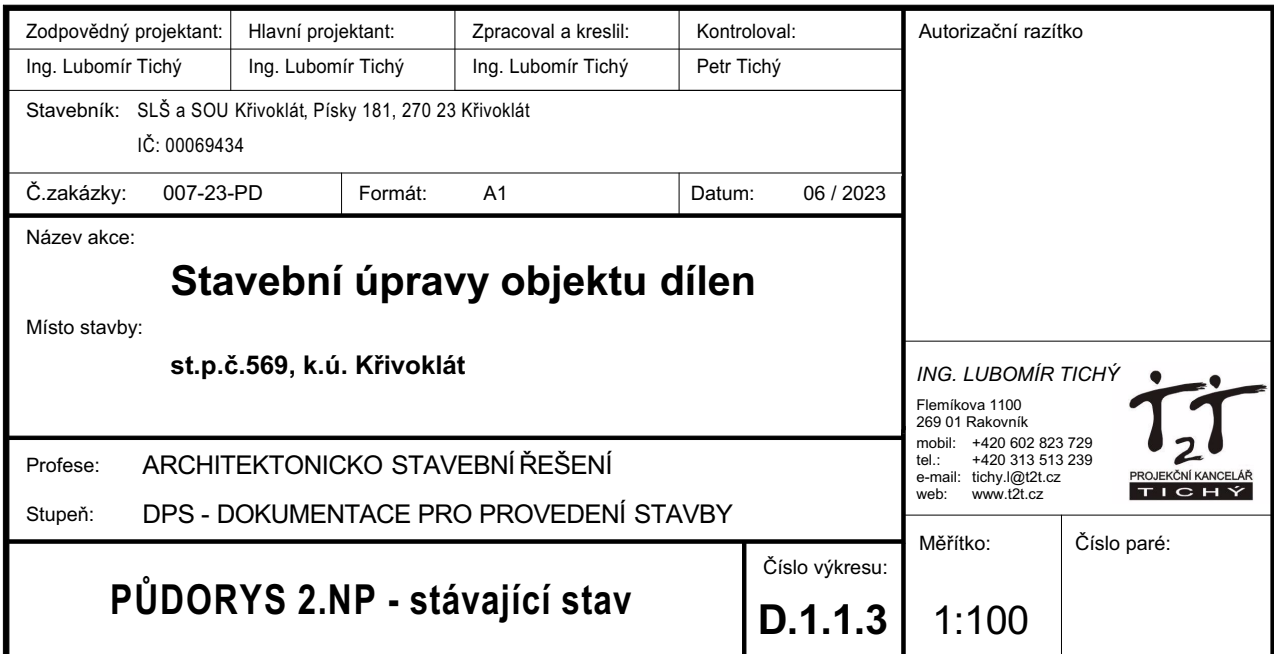 Zodpovědný projektant: Hlavní projektant: Zpracoval a kreslil: Kontroloval:
Ing. Lubomír Tichý Ing. Lubomír Tichý Ing. Lubomír Tichý Petr Tichý
Stavebník: SLŠ a SOU Křivoklát, Písky 181, 270 23 Křivoklát
IČ: 00069434
Č.zakázky: 007-23-PD Formát: A1 Datum: 06 / 2023
Název akce:
Stavební úpravy objektu dílen
Místo stavby:
st.p.č.569, k.ú. Křivoklát
Profese: ARCHITEKTONICKO STAVEBNÍ ŘEŠENÍ
Stupeň: DPS - DOKUMENTACE PRO PROVEDENÍ STAVBY
PŮDORYS 2.NP - stávající stav
Číslo výkresu:
D.1.1.3
Autorizační razítko
ING. LUBOMÍR TICHÝ
Flemíkova 1100
269 01 Rakovník
mobil: +420 602 823 729
tel.: +420 313 513 239
e-mail: tichy.l@t2t.cz
web: www.t2t.cz
T2T
PROJEKČNÍ KANCELÁŘ
TICHÝ
Měřítko:
1:100
Číslo paré: